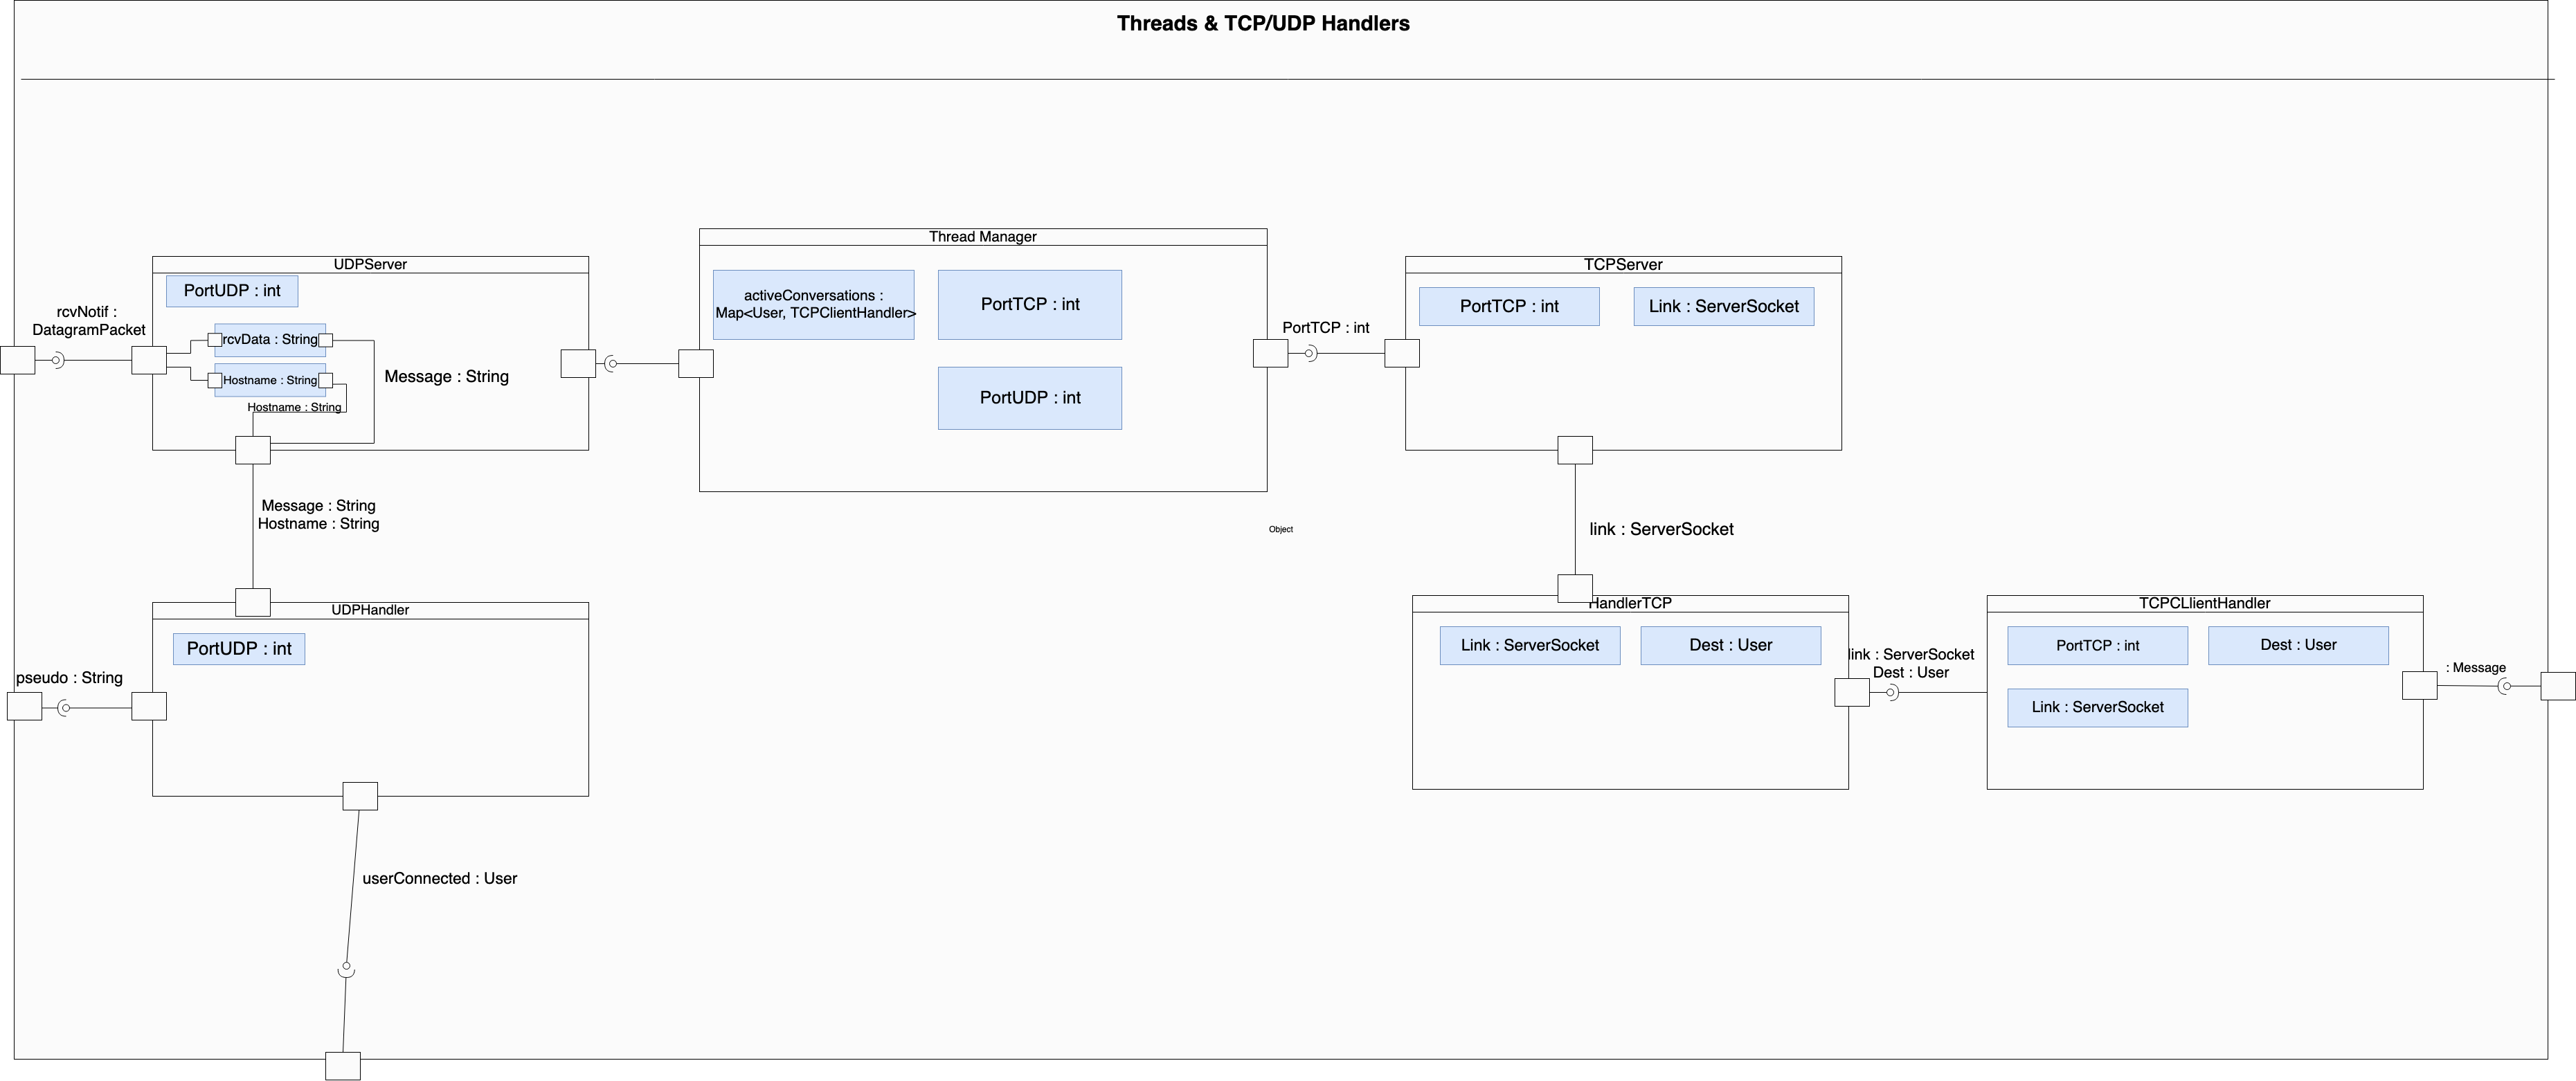 Threads & TCP/UDP Handlers
Thread Manager
UDPServer
TCPServer
PortUDP : int
activeConversations :
Map<User, TCPClientHandler>
PortTCP : int
PortTCP : int
Link : ServerSocket
rcvNotif :
DatagramPacket
rcvData : String
PortTCP : int
Message : String
Hostname : String
PortUDP : int
Hostname : String
Message : String
Hostname : String
Object
link : ServerSocket
UDPHandler
HandlerTCP
TCPCLlientHandler
PortUDP : int
Link : ServerSocket
Dest : User
PortTCP : int
Dest : User
link : ServerSocket
Dest : User
: Message
pseudo : String
Link : ServerSocket
userConnected : User